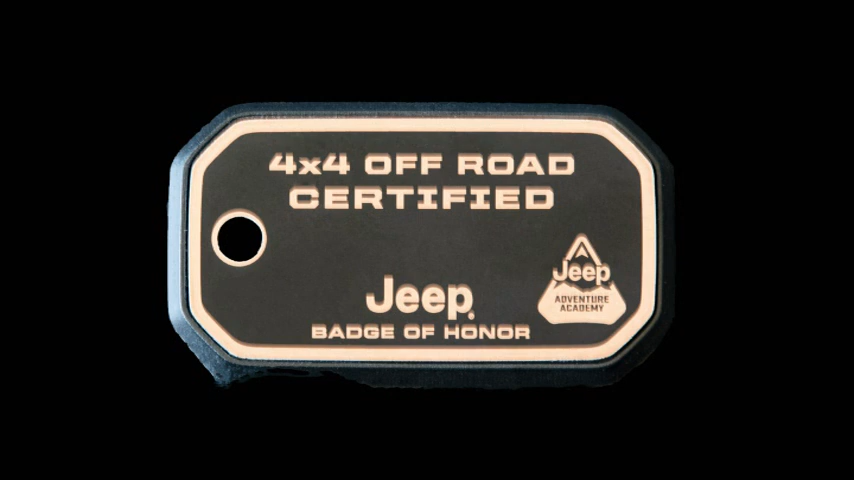 4x4 OFF ROAD
CERTIFIED
Jeep
ADVENTURE
ACADEMY
Jeep.
BADGE OF HONOR